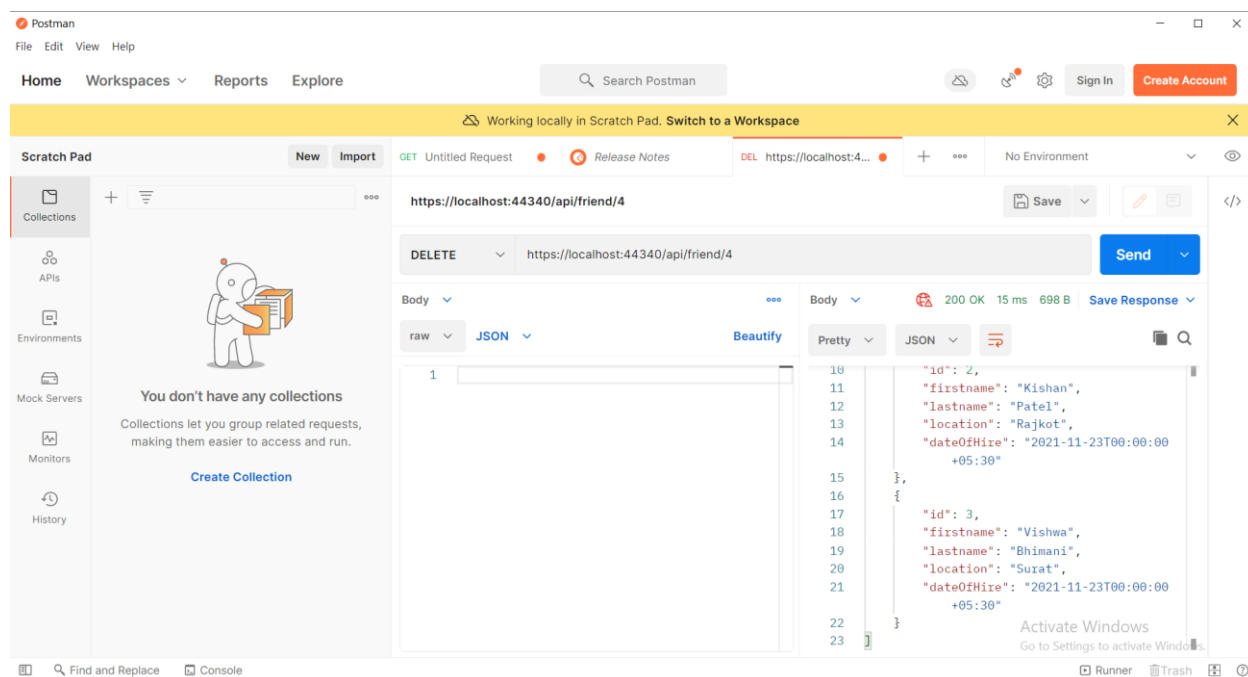 Postman
File Edit View Help
Home Workspaces Reports Explore Search Postman Sign In Create Account
Working locally in Scratch Pad. Switch to a Workspace
Scratch Pad New Import GET Untitled Request Release Notes DEL https://localhost:4... No Environment
https://localhost:44340/api/friend/4 Save
Collections
DELETE https://localhost:44340/api/friend/4 Send
APIs
Body Body 200 OK 15 ms 698 B Save Response
Environments
raw JSON Beautify Pretty JSON
Mock Servers
Monitors
History
You don't have any collections
Collections let you group related requests,
making them easier to access and run.
Create Collection
1
10 "id": 2,
11 "firstname": "Kishan",
12 "lastname": "Patel",
13 "location": "Rajkot",
14 "dateOfHire": "2021-11-23T00:00:00
+05:30"
15 },
16 {
17 "id": 3,
18 "firstname": "Vishwa",
19 "lastname": "Bhimani",
20 "location": "Surat",
21 "dateOfHire": "2021-11-23T00:00:00
+05:30"
22 }
23 ]
Activate Windows
Go to Settings to activate Windows.
Find and Replace Console Runner Trash